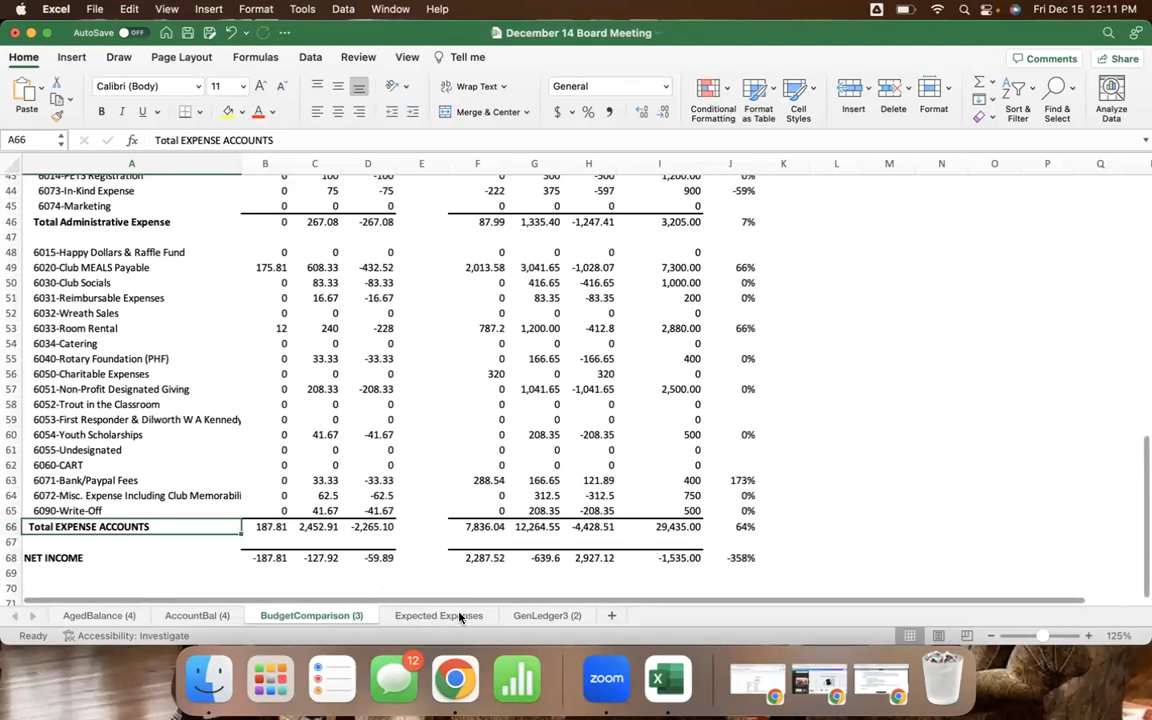 Excel File Edit View Insert Format Tools Data Window Help Fri Dec 15 12:11 PM
AutoSave OFF December 14 Board Meeting
Home Insert Draw Page Layout Formulas Data Review View Tell me Comments Share
Paste Calibri (Body) 11 A A Wrap Text General Conditional Formatting Format as Table Cell Styles Insert Delete Format Sort & Filter Find & Select Analyze Data
B I U A Merge & Center $ %
A66 fx Total EXPENSE ACCOUNTS
A B C D E F G H I J K L M N O P Q
43 6014-PETS Registration 0 100 -100 0 500 -500 1,200.00 0%
44 6073-In-Kind Expense 0 75 -75 -222 375 -597 900 -59%
45 6074-Marketing 0 0 0 0 0 0 0
46 Total Administrative Expense 0 267.08 -267.08 87.99 1,335.40 -1,247.41 3,205.00 7%
47
48 6015-Happy Dollars & Raffle Fund 0 0 0 0 0 0 0
49 6020-Club MEALS Payable 175.81 608.33 -432.52 2,013.58 3,041.65 -1,028.07 7,300.00 66%
50 6030-Club Socials 0 83.33 -83.33 0 416.65 -416.65 1,000.00 0%
51 6031-Reimbursable Expenses 0 16.67 -16.67 0 83.35 -83.35 200 0%
52 6032-Wreath Sales 0 0 0 0 0 0 0
53 6033-Room Rental 12 240 -228 787.2 1,200.00 -412.8 2,880.00 66%
54 6034-Catering 0 0 0 0 0 0 0
55 6040-Rotary Foundation (PHF) 0 33.33 -33.33 0 166.65 -166.65 400 0%
56 6050-Charitable Expenses 0 0 0 320 0 320 0
57 6051-Non-Profit Designated Giving 0 208.33 -208.33 0 1,041.65 -1,041.65 2,500.00 0%
58 6052-Trout in the Classroom 0 0 0 0 0 0 0
59 6053-First Responder & Dilworth W A Kennedy 0 0 0 0 0 0 0
60 6054-Youth Scholarships 0 41.67 -41.67 0 208.35 -208.35 500 0%
61 6055-Undesignated 0 0 0 0 0 0 0
62 6060-CART 0 0 0 0 0 0 0
63 6071-Bank/Paypal Fees 0 33.33 -33.33 288.54 166.65 121.89 400 173%
64 6072-Misc. Expense Including Club Memorabili 0 62.5 -62.5 0 312.5 -312.5 750 0%
65 6090-Write-Off 0 41.67 -41.67 0 208.35 -208.35 500 0%
66 Total EXPENSE ACCOUNTS 187.81 2,452.91 -2,265.10 7,836.04 12,264.55 -4,428.51 29,435.00 64%
67
68 NET INCOME -187.81 -127.92 -59.89 2,287.52 -639.6 2,927.12 -1,535.00 -358%
69
70
71
AgedBalance (4) AccountBal (4) BudgetComparison (3) Expected Expenses GenLedger3 (2)
Ready Accessibility: Investigate 125%
12
zoom X